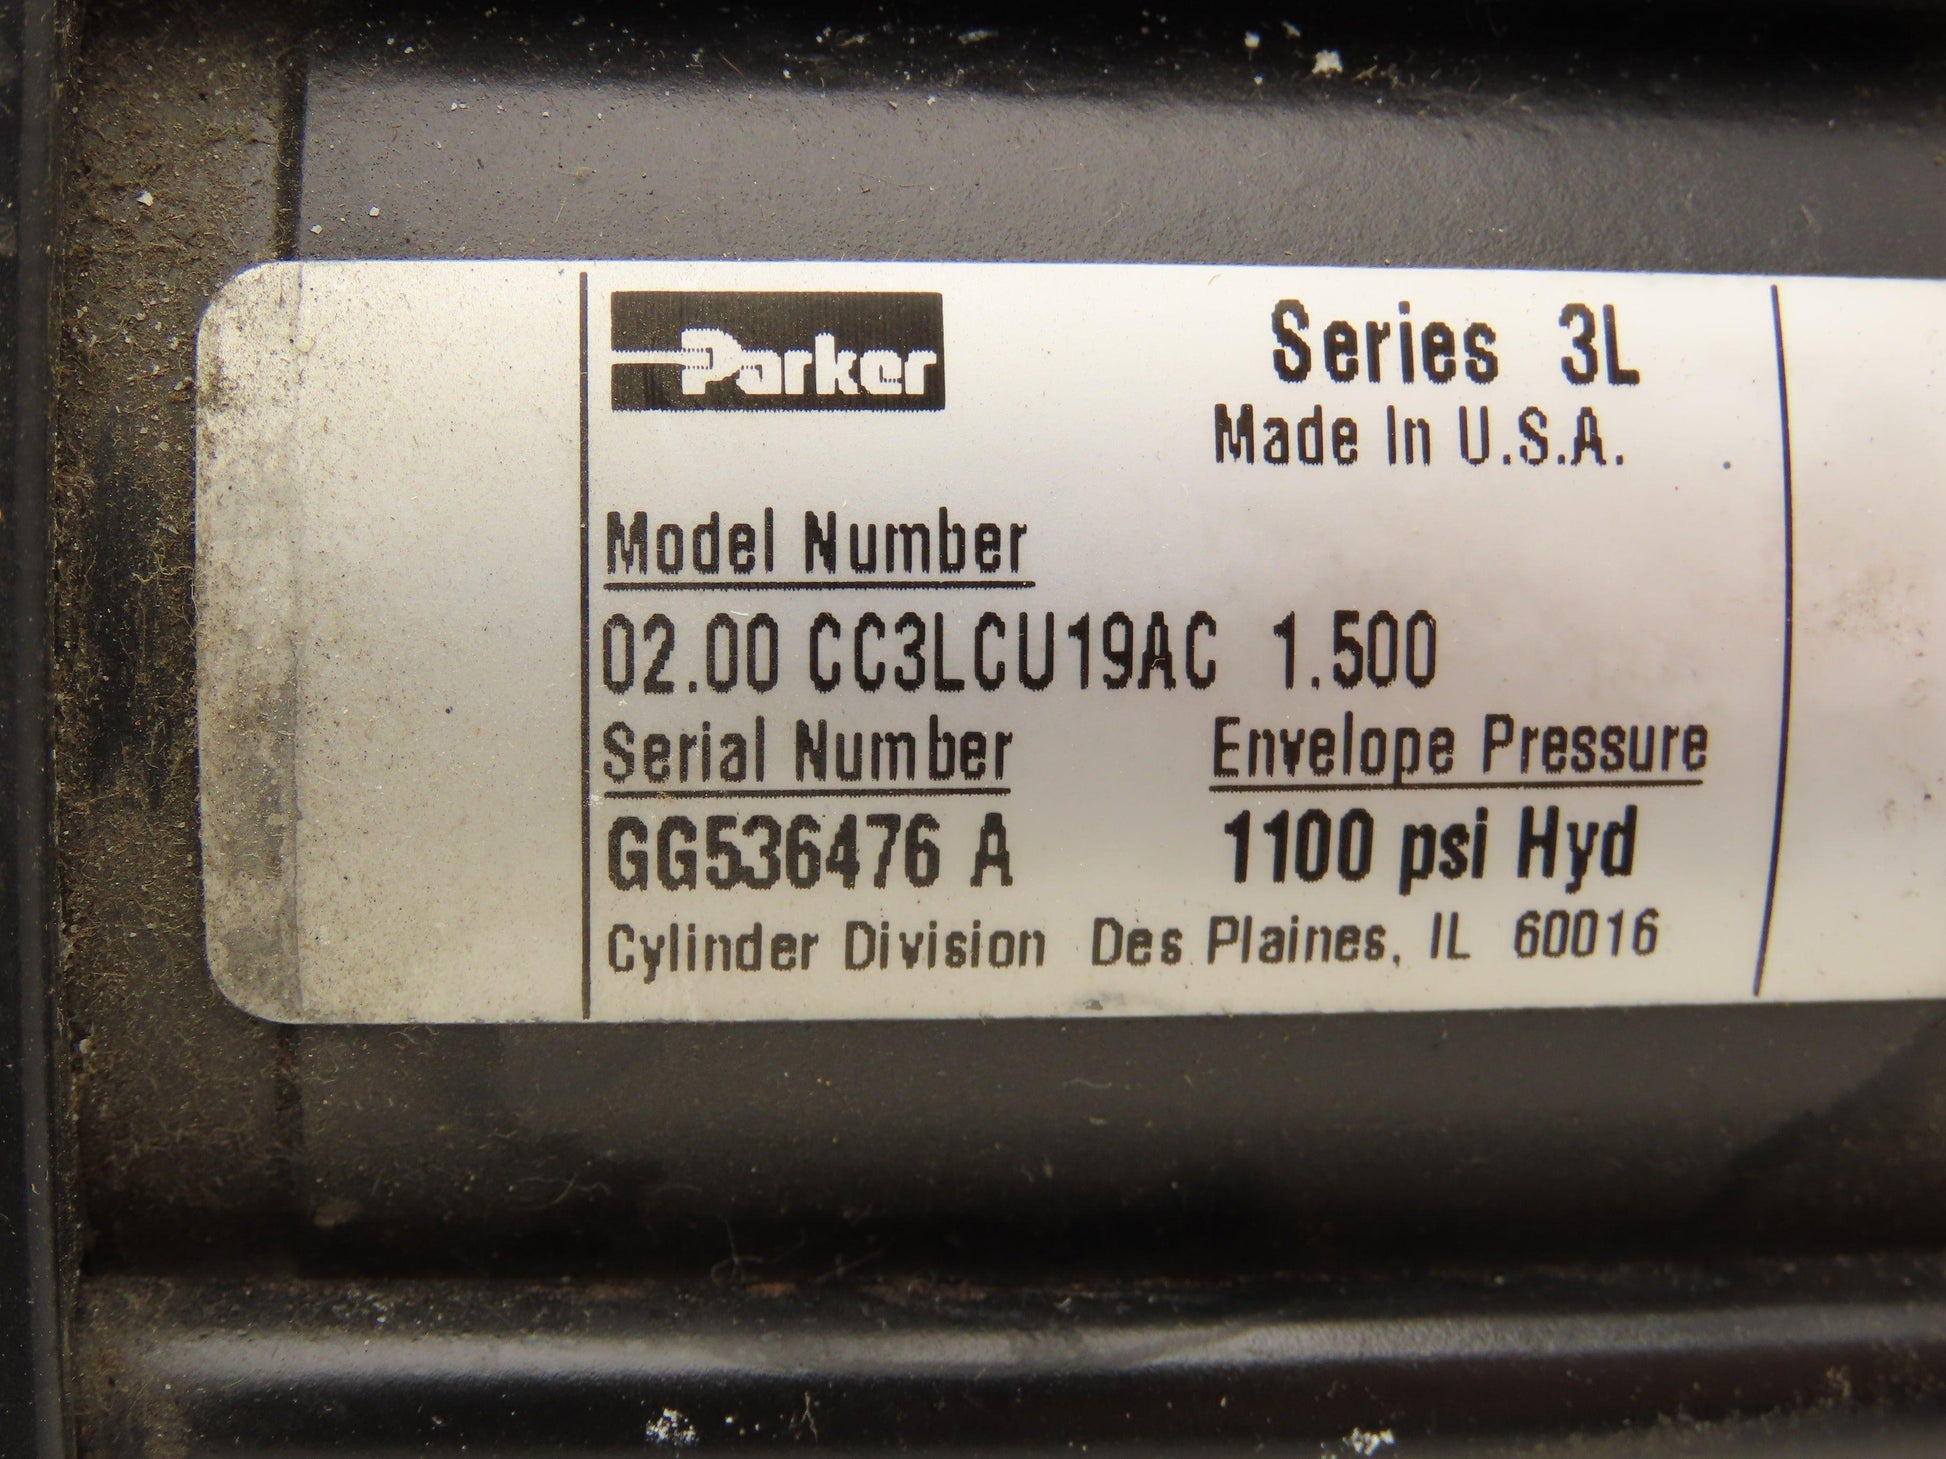 Parker
Series 3L
Made In U.S.A.
Model Number
02.00 CC3LCU19AC 1.500
Serial Number Envelope Pressure
GG536476 A 1100 psi Hyd
Cylinder Division Des Plaines, IL 60016